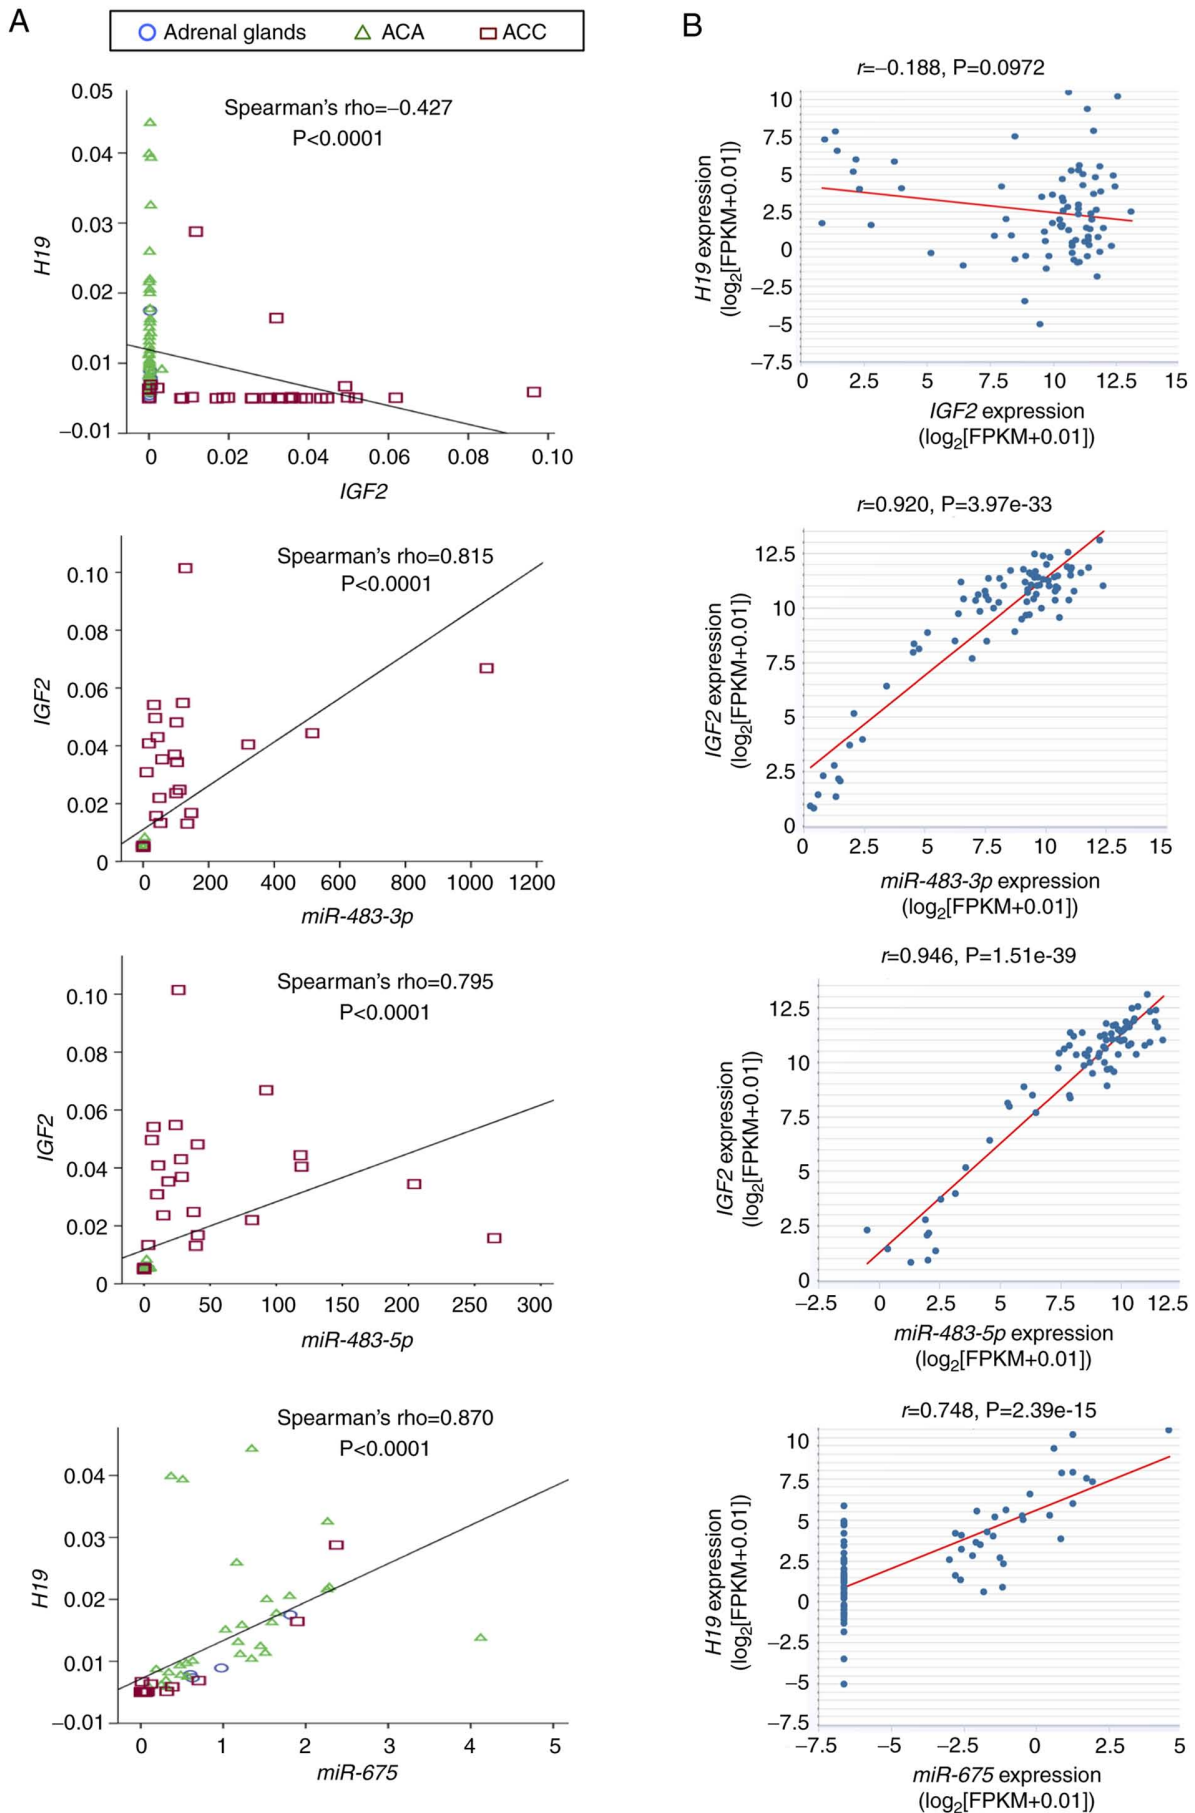 A
Adrenal glands
ACA
ACC
Spearman's rho=−0.427
P<0.0001
0.05
0.04
0.03
0.02
0.01
−0.01
H19
0
0.02
0.04
0.06
0.08
0.10
IGF2
Spearman's rho=0.815
P<0.0001
0.10
0.08
0.06
0.04
0.02
0
IGF2
0
200
400
600
800
1000
1200
miR-483-3p
Spearman's rho=0.795
P<0.0001
0.10
0.08
0.06
0.04
0.02
0
IGF2
0
50
100
150
200
250
300
miR-483-5p
Spearman's rho=0.870
P<0.0001
0.04
0.03
0.02
0.01
−0.01
H19
0
1
2
3
4
5
miR-675
B
r=−0.188, P=0.0972
10
7.5
5
2.5
0
−2.5
−5
−7.5
H19 expression
(log2[FPKM+0.01])
0
2.5
5
7.5
10
12.5
15
IGF2 expression
(log2[FPKM+0.01])
r=0.920, P=3.97e-33
12.5
10
7.5
5
2.5
0
IGF2 expression
(log2[FPKM+0.01])
0
2.5
5
7.5
10
12.5
15
miR-483-3p expression
(log2[FPKM+0.01])
r=0.946, P=1.51e-39
12.5
10
7.5
5
2.5
0
IGF2 expression
(log2[FPKM+0.01])
−2.5
0
2.5
5
7.5
10
12.5
miR-483-5p expression
(log2[FPKM+0.01])
r=0.748, P=2.39e-15
10
7.5
5
2.5
0
−2.5
−5
−7.5
H19 expression
(log2[FPKM+0.01])
−7.5
−5
−2.5
0
2.5
5
miR-675 expression
(log2[FPKM+0.01])